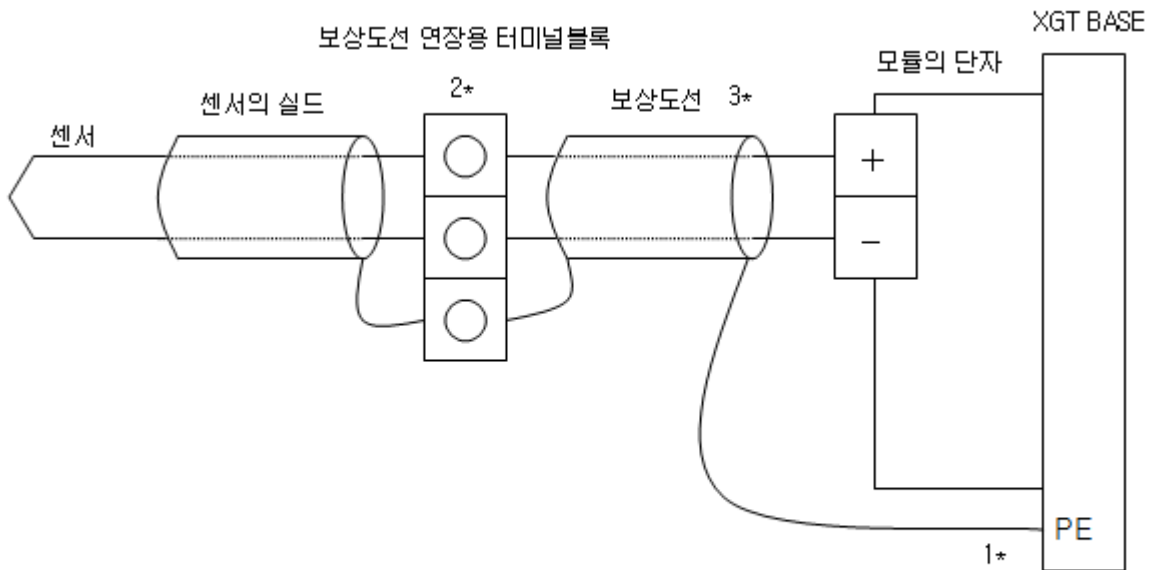 XGT BASE
보상도선 연장용 터미널블록
모듈의 단자
2*
보상도선 3*
센서의 실드
센서
+
-
PE
1*